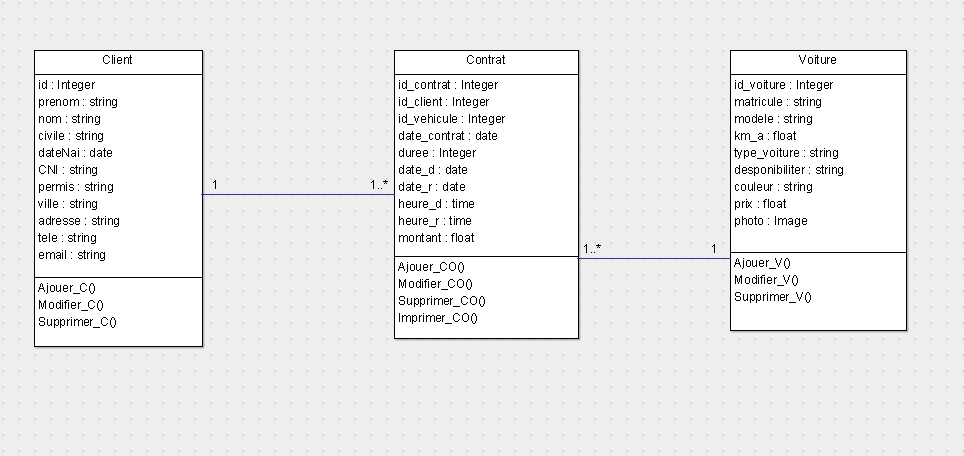 Client
id : Integer
prenom : string
nom : string
civile : string
dateNai : date
CNI : string
permis : string
ville : string
adresse : string
tele : string
email : string
Ajouer_C()
Modifier_C()
Supprimer_C()
1
1..*
Contrat
id_contrat : Integer
id_client : Integer
id_vehicule : Integer
date_contrat : date
duree : Integer
date_d : date
date_r : date
heure_d : time
heure_r : time
montant : float
Ajouer_CO()
Modifier_CO()
Supprimer_CO()
Imprimer_CO()
1..*
1
Voiture
id_voiture : Integer
matricule : string
modele : string
km_a : float
type_voiture : string
desponibiliter : string
couleur : string
prix : float
photo : Image
Ajouer_V()
Modifier_V()
Supprimer_V()